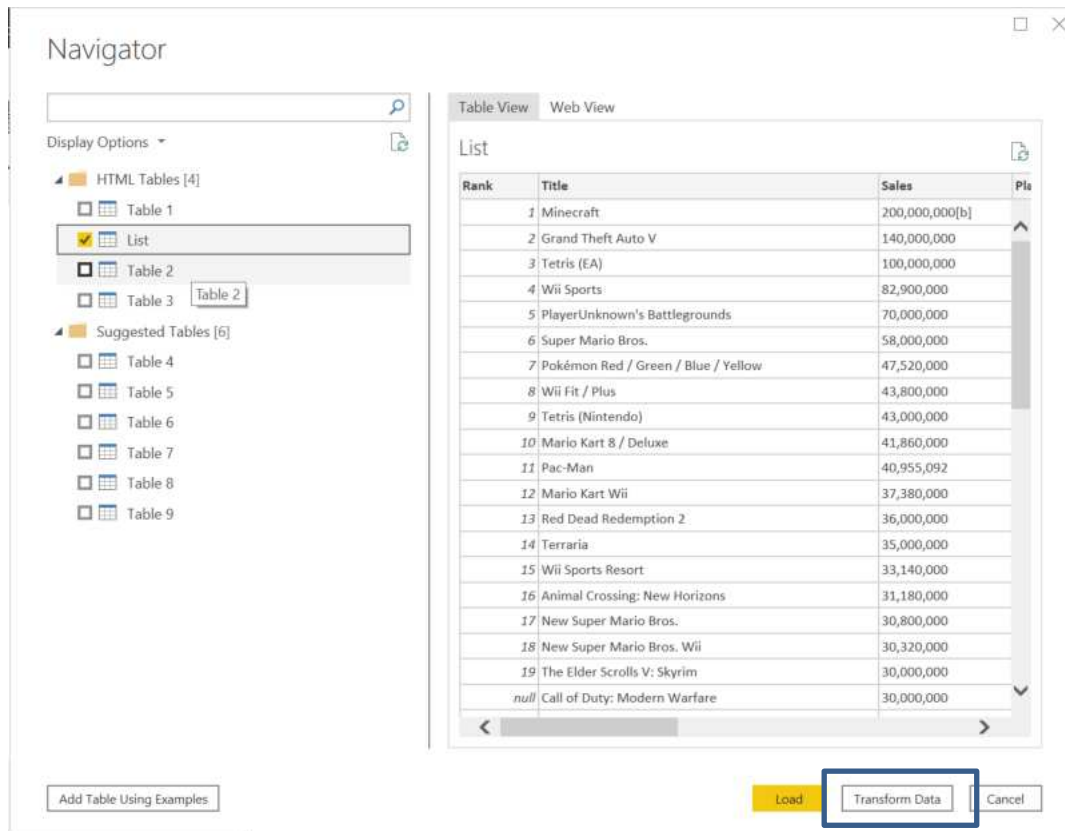 Navigator
Display Options
HTML Tables [4]
Table 1
List
Table 2
Table 2
Table 3
Suggested Tables [6]
Table 4
Table 5
Table 6
Table 7
Table 8
Table 9
Table View Web View
List
Rank Title Sales Pla
1 Minecraft 200,000,000[b]
2 Grand Theft Auto V 140,000,000
3 Tetris (EA) 100,000,000
4 Wii Sports 82,900,000
5 PlayerUnknown's Battlegrounds 70,000,000
6 Super Mario Bros. 58,000,000
7 Pokémon Red / Green / Blue / Yellow 47,520,000
8 Wii Fit / Plus 43,800,000
9 Tetris (Nintendo) 43,000,000
10 Mario Kart 8 / Deluxe 41,860,000
11 Pac-Man 40,955,092
12 Mario Kart Wii 37,380,000
13 Red Dead Redemption 2 36,000,000
14 Terraria 35,000,000
15 Wii Sports Resort 33,140,000
16 Animal Crossing: New Horizons 31,180,000
17 New Super Mario Bros. 30,800,000
18 New Super Mario Bros. Wii 30,320,000
19 The Elder Scrolls V: Skyrim 30,000,000
null Call of Duty: Modern Warfare 30,000,000
Add Table Using Examples Load Transform Data Cancel